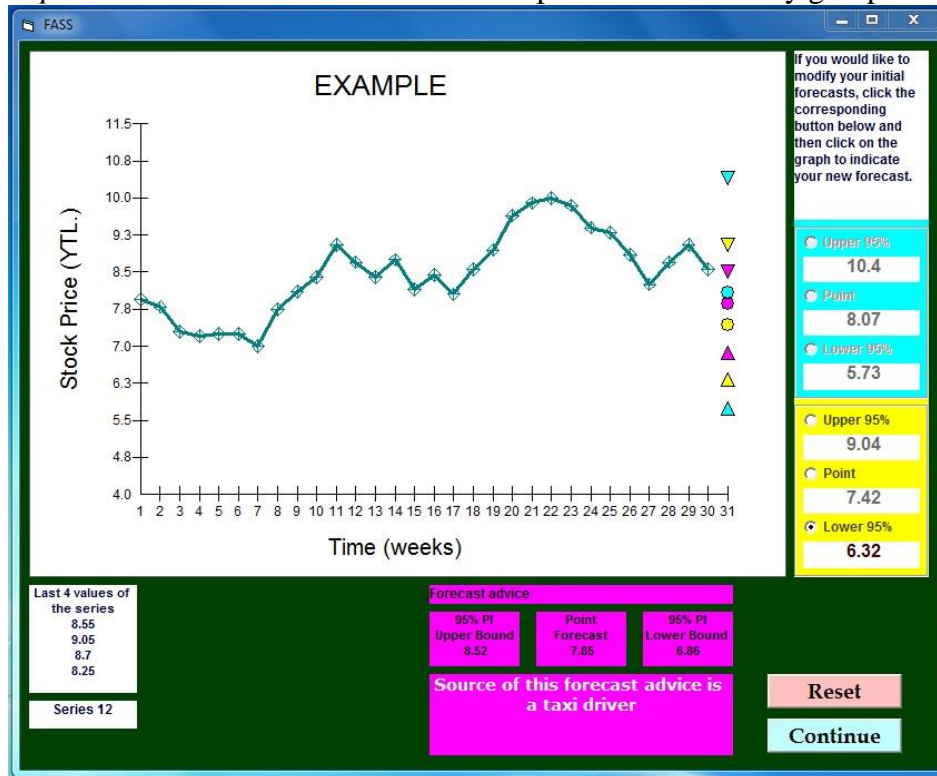 FASS
EXAMPLE
Stock Price (YTL.)
11.5
10.8
10.0
9.3
8.5
7.8
7.0
6.3
5.5
4.8
4.0
1 2 3 4 5 6 7 8 9 10 11 12 13 14 15 16 17 18 19 20 21 22 23 24 25 26 27 28 29 30 31
Time (weeks)
If you would like to
modify your initial
forecasts, click the
corresponding
button below and
then click on the
graph to indicate
your new forecast.
Upper 95%
10.4
Point
8.07
Lower 95%
5.73
Upper 95%
9.04
Point
7.42
Lower 95%
6.32
Last 4 values of
the series
8.55
9.05
8.7
8.25
Series 12
Forecast advice
95% PI
Upper Bound
8.52
Point
Forecast
7.85
95% PI
Lower Bound
6.86
Source of this forecast advice is
a taxi driver
Reset
Continue